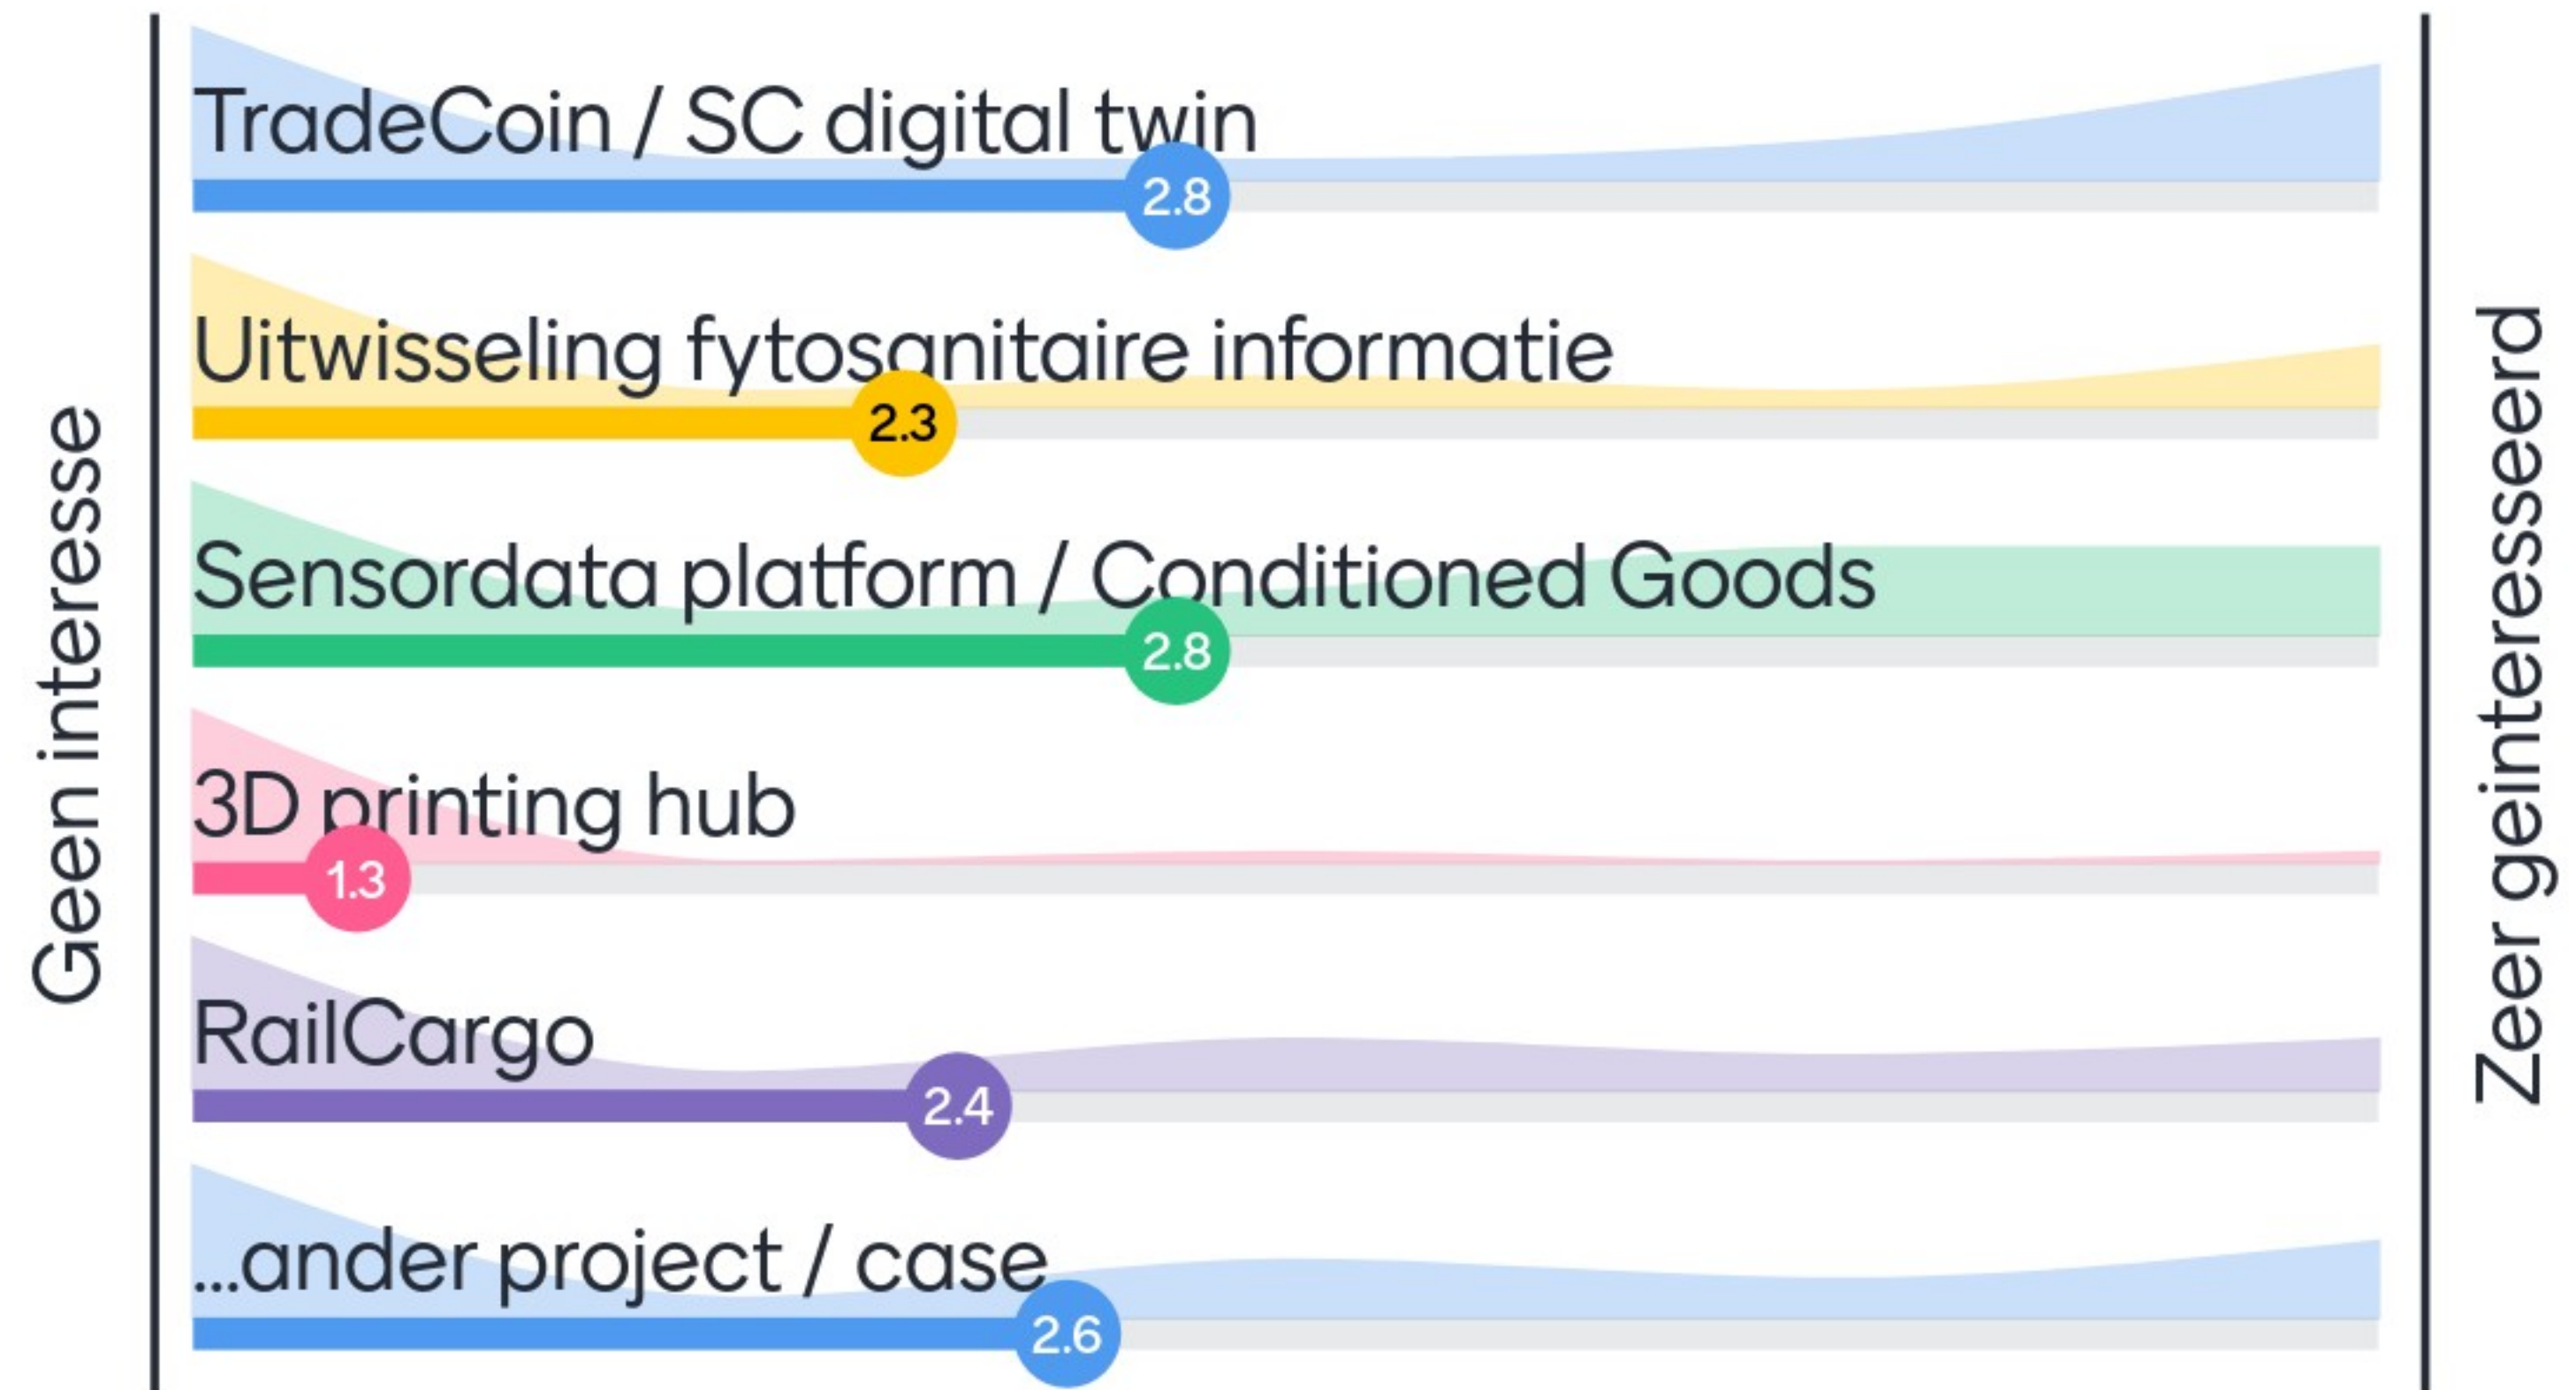 Geen interesse
TradeCoin / SC digital twin
2.8
Uitwisseling fytosanitaire informatie
2.3
Sensordata platform / Conditioned Goods
2.8
3D printing hub
1.3
RailCargo
2.4
...ander project / case
2.6
Zeer geinteresseerd